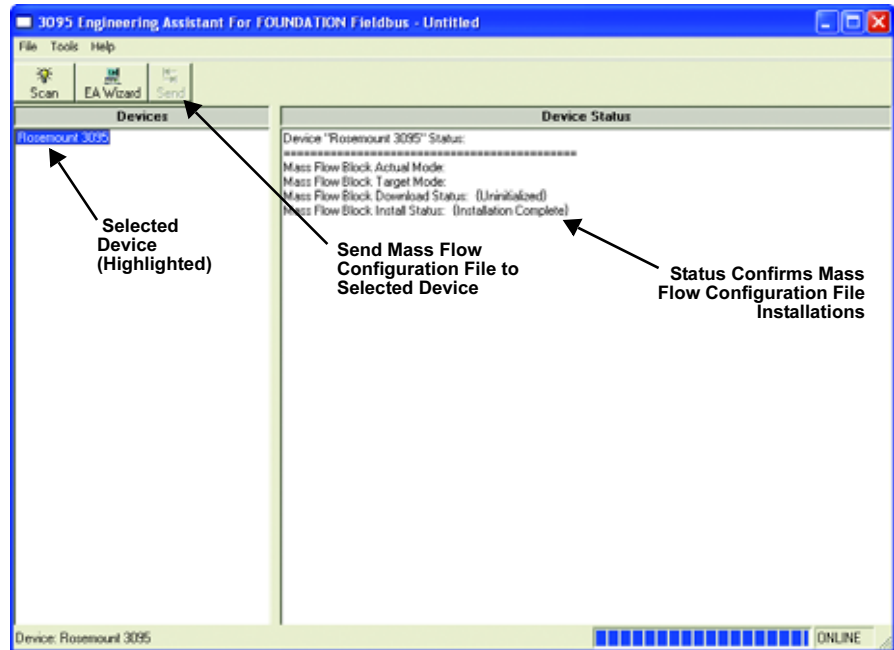 3095 Engineering Assistant For FOUNDATION Fieldbus - Untitled
File Tools Help
Scan EA Wizard Send
Devices
Device Status
Rosemount 3095
Device "Rosemount 3095" Status:
==============================================
Mass Flow Block Actual Mode:
Mass Flow Block Target Mode:
Mass Flow Block Download Status: (Uninitialized)
Mass Flow Block Install Status: (Installation Complete)
Selected
Device
(Highlighted)
Send Mass Flow
Configuration File to
Selected Device
Status Confirms Mass
Flow Configuration File
Installations
Device: Rosemount 3095
ONLINE